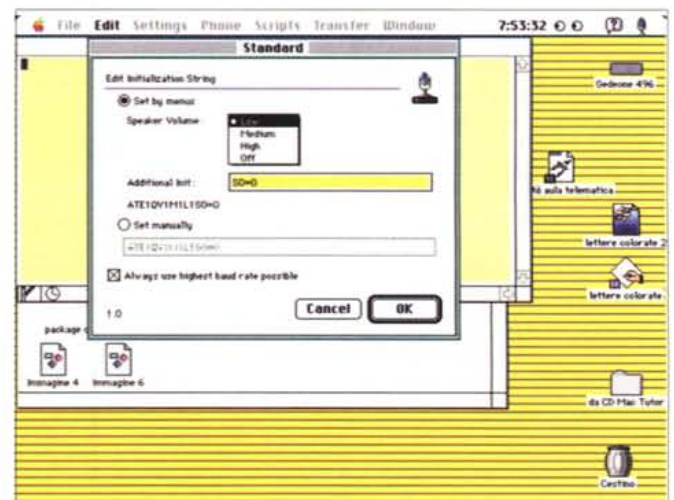 File Edit Settings Phone Scripts Transfer Window 7:53:32
Standard
Edit Initialization String
Set by menus
Speaker Volume
Low
Medium
High
Off
Additional Init:
S0=0
ATE1QV1M1L1S0=0
Set manually
Always use highest baud rate possible
1.0
Cancel
OK
package
Immagine 4
Immagine 6
Gedeone 496
aula telematica
lettere colorate 2
lettere colorate
da CD Mac Tutor
Cestino